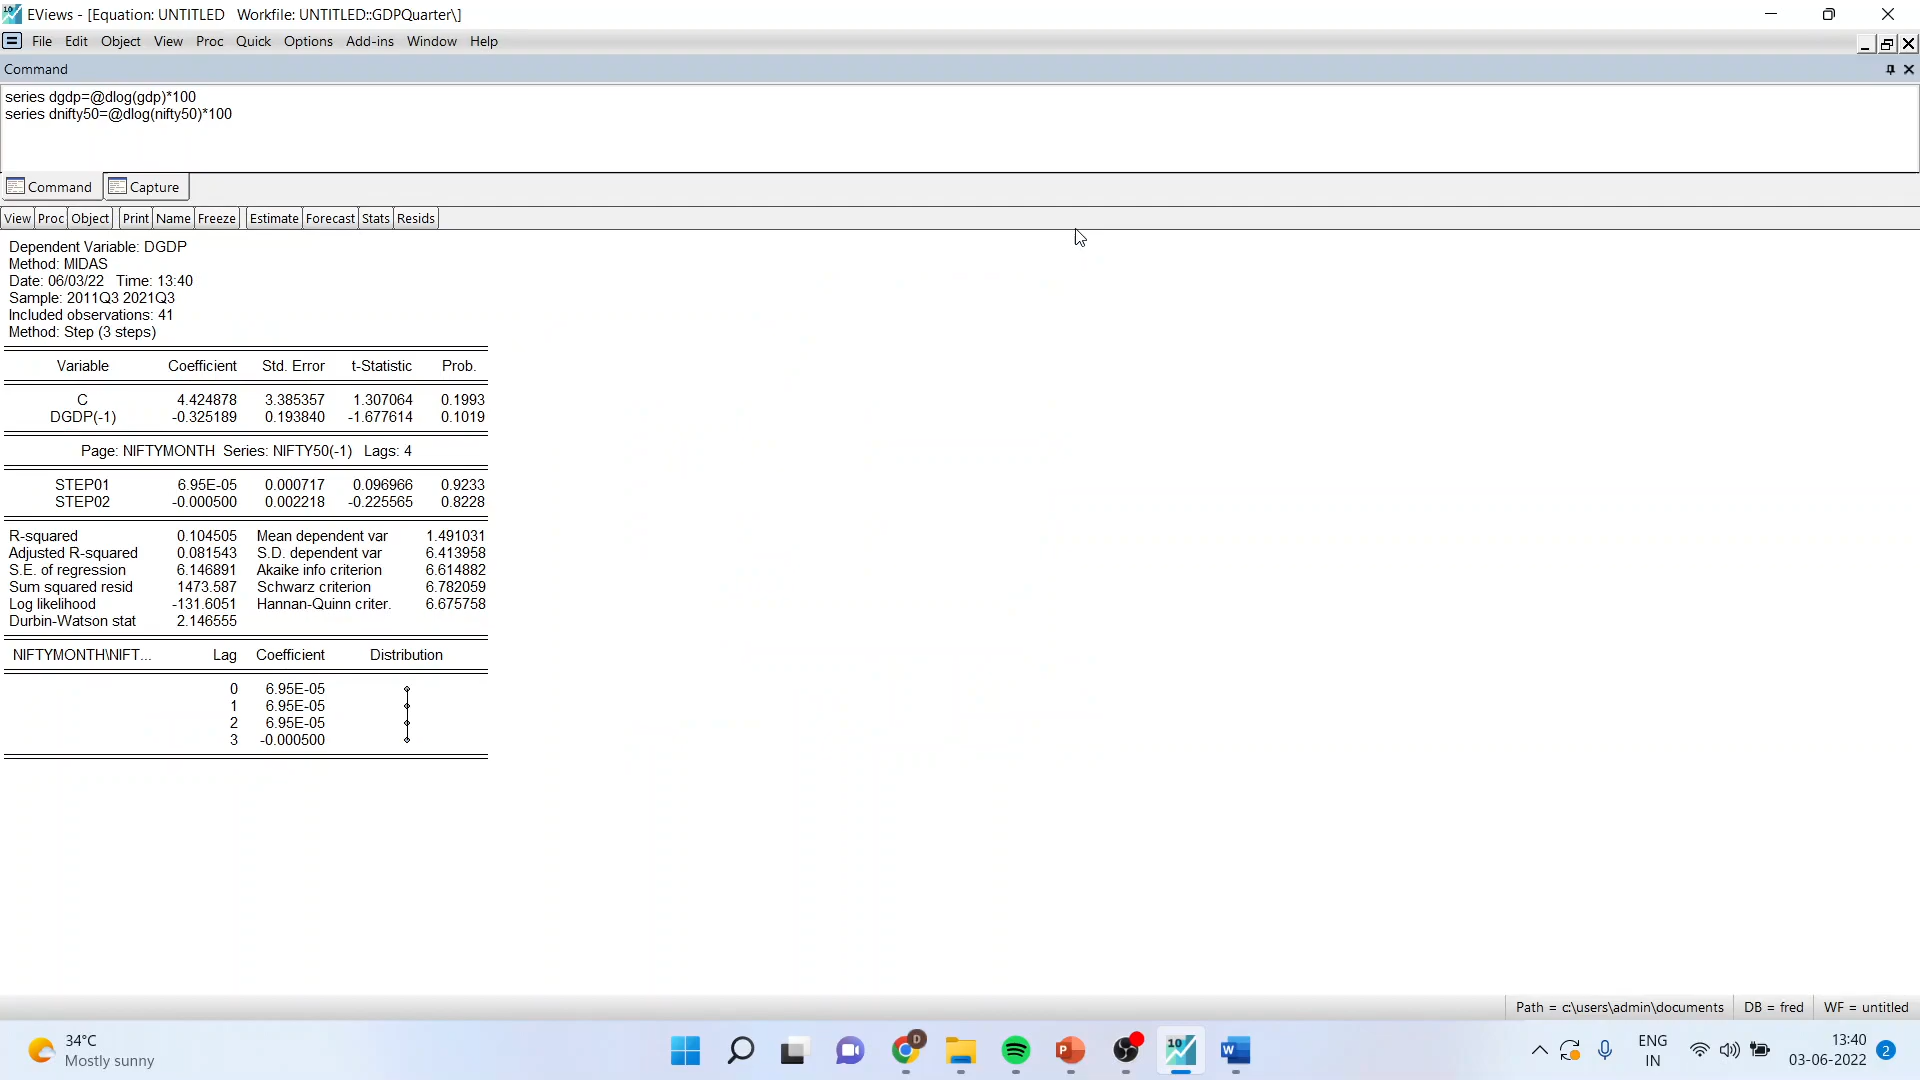 EViews - [Equation: UNTITLED   Workfile: UNTITLED::GDPQuarter\]
File Edit Object View Proc Quick Options Add-ins Window Help
Command
series dgdp=@dlog(gdp)*100
series dnifty50=@dlog(nifty50)*100
Command Capture
View Proc Object Print Name Freeze Estimate Forecast Stats Resids
Dependent Variable: DGDP
Method: MIDAS
Date: 06/03/22   Time: 13:40
Sample: 2011Q3 2021Q3
Included observations: 41
Method: Step (3 steps)
Variable Coefficient Std. Error t-Statistic Prob.
C 4.424878 3.385357 1.307064 0.1993
DGDP(-1) -0.325189 0.193840 -1.677614 0.1019
Page: NIFTYMONTH  Series: NIFTY50(-1)   Lags: 4
STEP01 6.95E-05 0.000717 0.096966 0.9233
STEP02 -0.000500 0.002218 -0.225565 0.8228
R-squared 0.104505 Mean dependent var 1.491031
Adjusted R-squared 0.081543 S.D. dependent var 6.413958
S.E. of regression 6.146891 Akaike info criterion 6.614882
Sum squared resid 1473.587 Schwarz criterion 6.782059
Log likelihood -131.6051 Hannan-Quinn criter. 6.675758
Durbin-Watson stat 2.146555
NIFTYMONTH\NIFT... Lag Coefficient Distribution
0 6.95E-05
1 6.95E-05
2 6.95E-05
3 -0.000500
Path = c:\users\admin\documents DB = fred WF = untitled
34°C
Mostly sunny
D
10
P
W
ENG
IN
13:40
03-06-2022
2